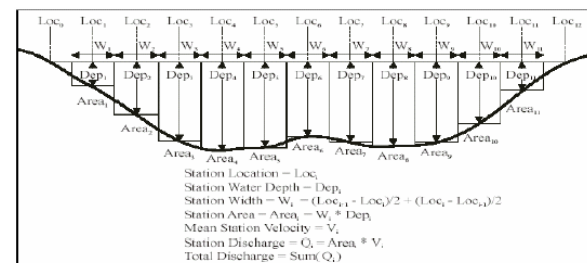 Loc₀ Loc₁ Loc₂ Loc₃ Loc₄ Loc₅ Loc₆ Loc₇ Loc₈ Loc₉ Loc₁₀ Loc₁₁ Loc₁₂
W₁ W₂ W₃ W₄ W₅ W₆ W₇ W₈ W₉ W₁₀ W₁₁
Dep₁ Dep₂ Dep₃ Dep₄ Dep₅ Dep₆ Dep₇ Dep₈ Dep₉ Dep₁₀ Dep₁₁
Area₁ Area₂ Area₃ Area₄ Area₅ Area₆ Area₇ Area₈ Area₉ Area₁₀ Area₁₁
Station Location = Locᵢ
Station Water Depth = Depᵢ
Station Width = Wᵢ = (Locᵢ₊₁ - Locᵢ)/2 + (Locᵢ - Locᵢ₋₁)/2
Station Area = Areaᵢ = Wᵢ * Depᵢ
Mean Station Velocity = Vᵢ
Station Discharge = Qᵢ = Areaᵢ * Vᵢ
Total Discharge = Sum(Qᵢ)